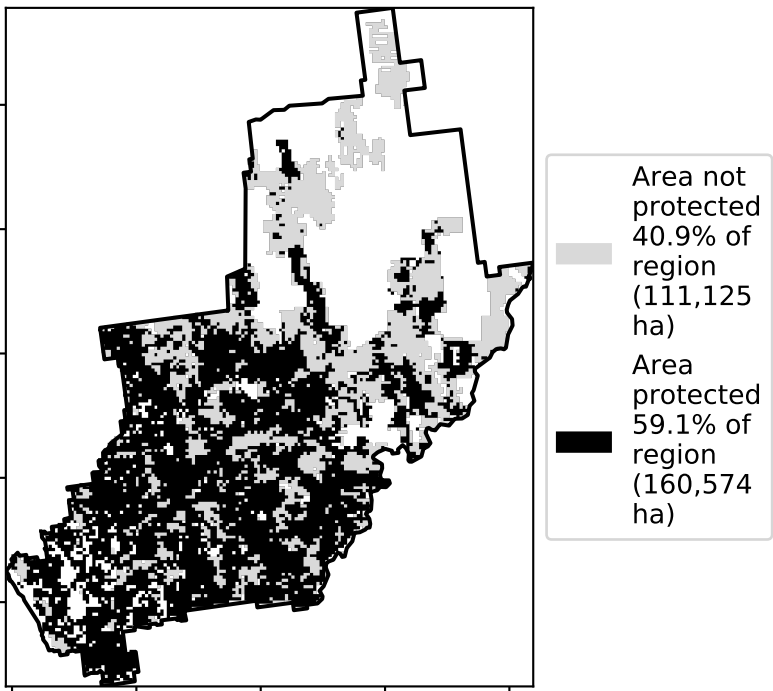 Area not
protected
40.9% of
region
(111,125
ha)
Area
protected
59.1% of
region
(160,574
ha)